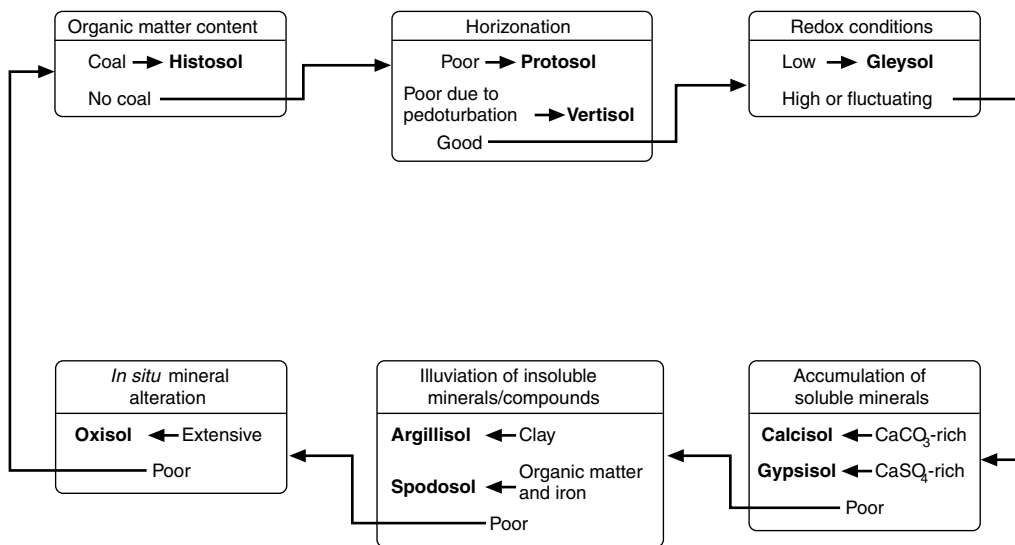 Organic matter content
Coal Histosol
No coal
Horizonation
Poor Protosol
Poor due to
pedoturbation Vertisol
Good
Redox conditions
Low Gleysol
High or fluctuating
In situ mineral
alteration
Oxisol Extensive
Poor
Illuviation of insoluble
minerals/compounds
Argillisol Clay
Spodosol Organic matter
and iron
Poor
Accumulation of
soluble minerals
Calcisol CaCO3-rich
Gypsisol CaSO4-rich
Poor